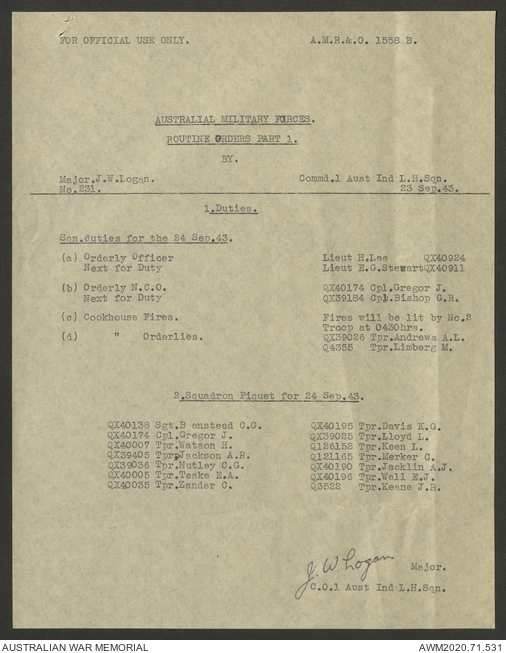 FOR OFFICIAL USE ONLY. A.M.R.&.O. 1558 B.
AUSTRALIAL MILITARY FORCES.
ROUTINE ORDERS PART 1.
BY.
Major.J.W.Logan. Commd.1 Aust Ind L.H.Sqn.
No.231. 23 Sep.43.
1.Duties.
Sqn.duties for the 24 Sep.43.
(a) Orderly Officer Lieut H.Lee QX40924
Next for Duty Lieut E.G.StewartQX40911
(b) Orderly N.C.O. QX40174 Cpl.Gregor J.
Next for Duty QX39184 Cpl.Bishop G.R.
(c) Cookhouse Fires. Fires will be lit by No.2
Troop at 0430hrs.
(d) " Orderlies. QX39026 Tpr.Andrews A.L.
Q4355 Tpr.Limberg M.
2.Squadron Piquet for 24 Sep.43.
QX40138 Sgt.B onstead C.G. QX40195 Tpr.Davis K.G.
QX40174 Cpl.Gregor J. QX39025 Tpr.Lloyd L.
QX40007 Tpr.Watson H. Q126152 Tpr.Keen L.
QX39405 Tpr.Jackson A.R. Q121165 Tpr.Merker C.
QX39036 Tpr.Nutley C.G. QX40190 Tpr.Jacklin A.J.
QX40005 Tpr.Teske E.A. QX40196 Tpr.Wall E.J.
QX40035 Tpr.Zander C. Q3522 Tpr.Keane J.R.
J. W. Logan Major.
C.O.1 Aust Ind L.H.Sqn.
AUSTRALIAN WAR MEMORIAL AWM2020.71.531